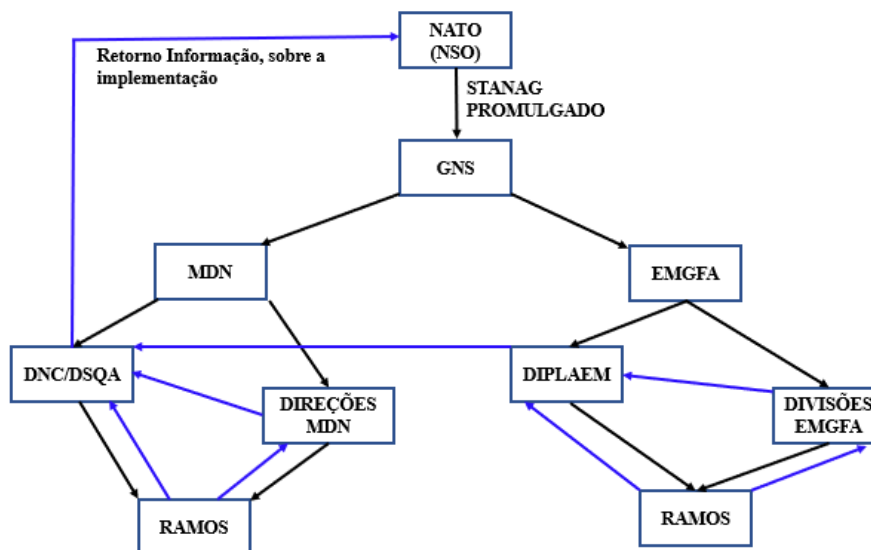 NATO
(NSO)
Retorno Informação, sobre a
implementação
STANAG
PROMULGADO
GNS
MDN
EMGFA
DNC/DSQA
DIREÇÕES
MDN
DIPLAEM
DIVISÕES
EMGFA
RAMOS
RAMOS